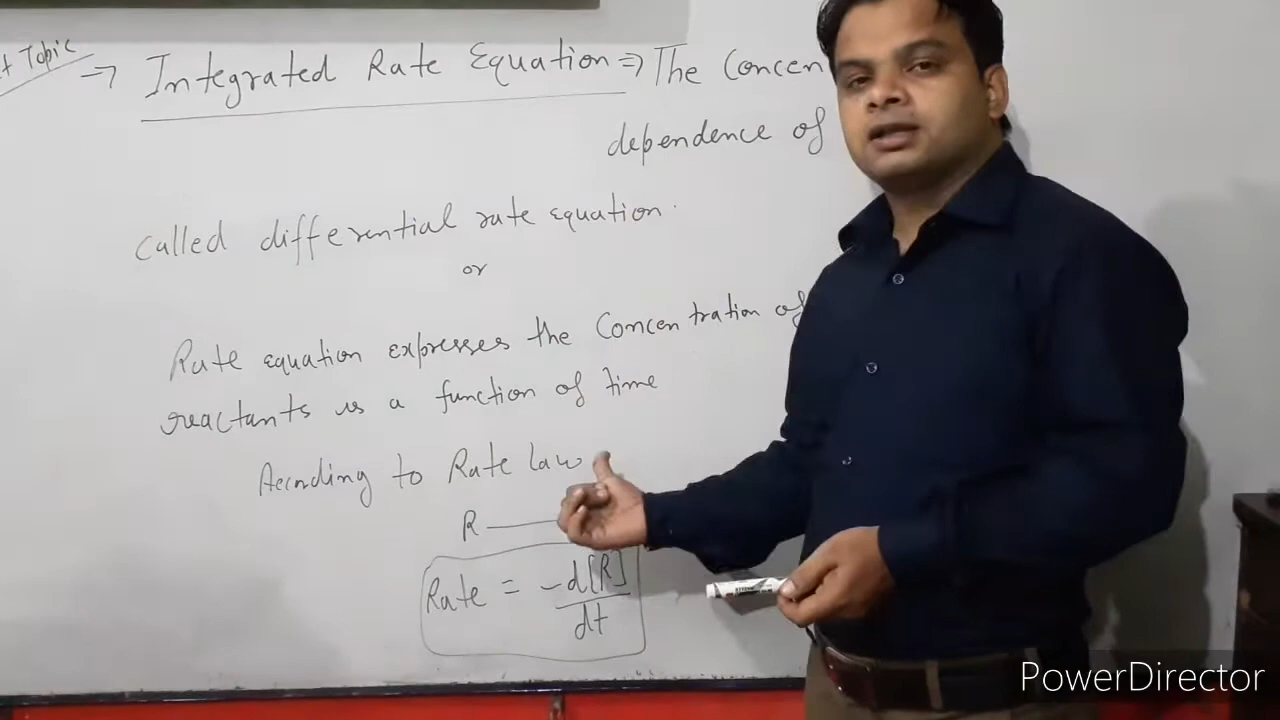 Topic
→ Integrated Rate Equation ⇒ The Concen
dependence of
Called differential rate equation.
or
Rate equation expresses the Concentration of
reactants is a function of time
According to Rate law
R
Rate = -d[R]/dt
PowerDirector